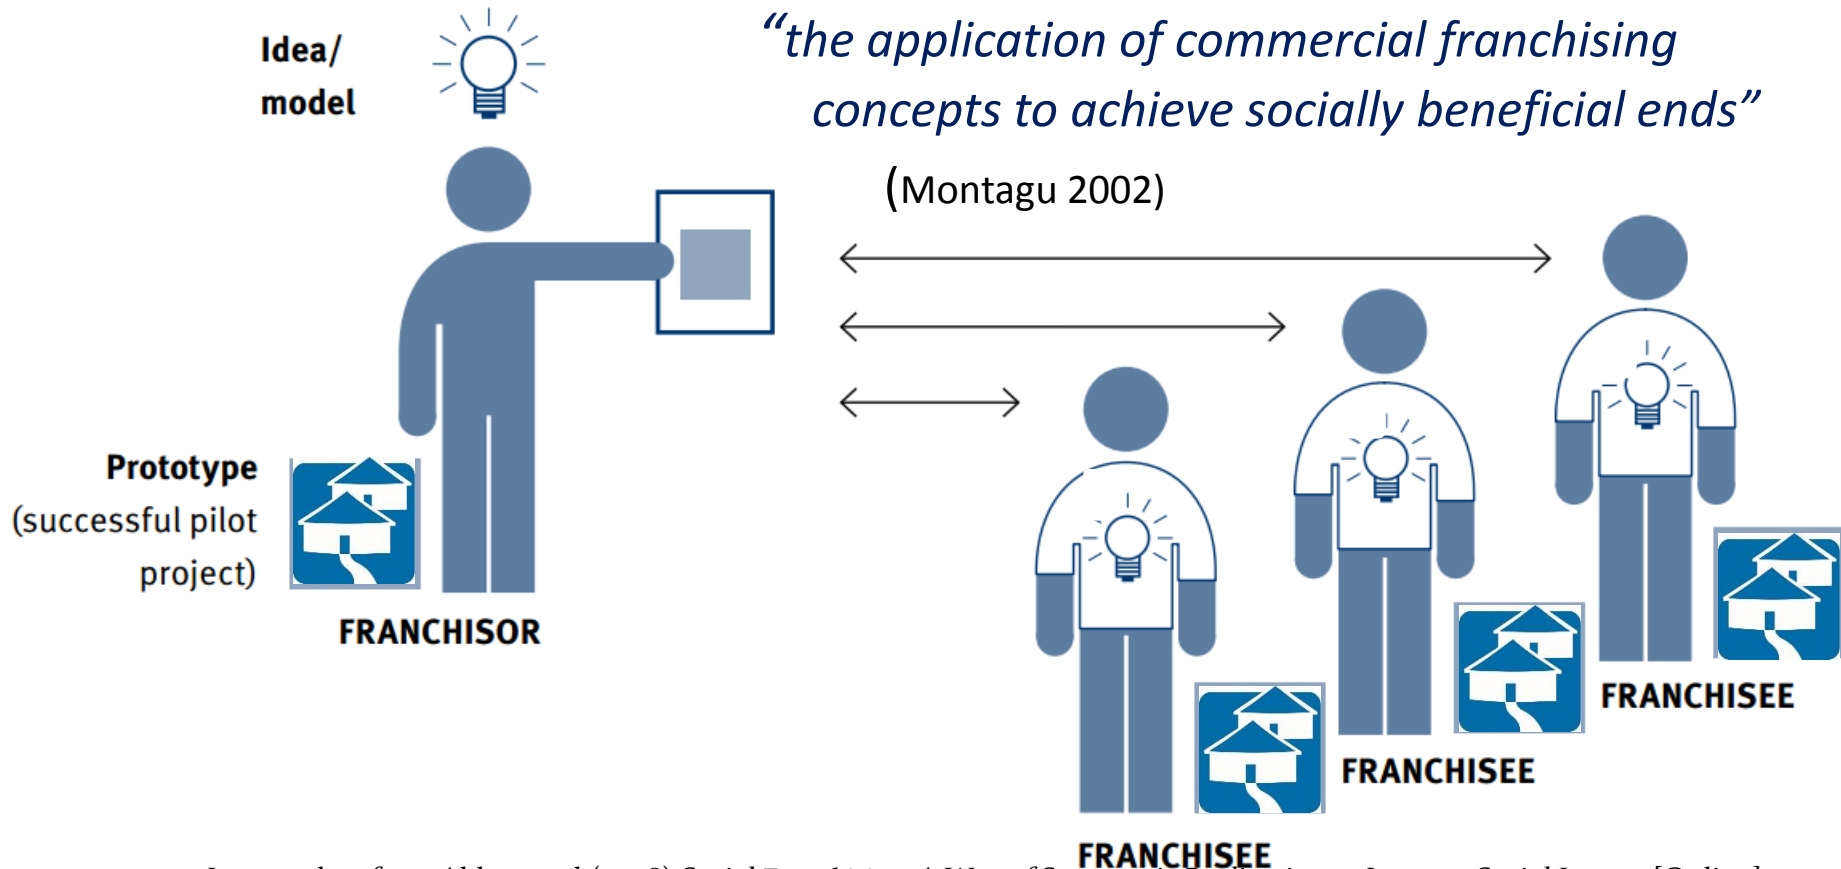 Idea/
model
“the application of commercial franchising
concepts to achieve socially beneficial ends”
(Montagu 2002)
Prototype
(successful pilot
project)
FRANCHISOR
FRANCHISEE
FRANCHISEE
FRANCHISEE